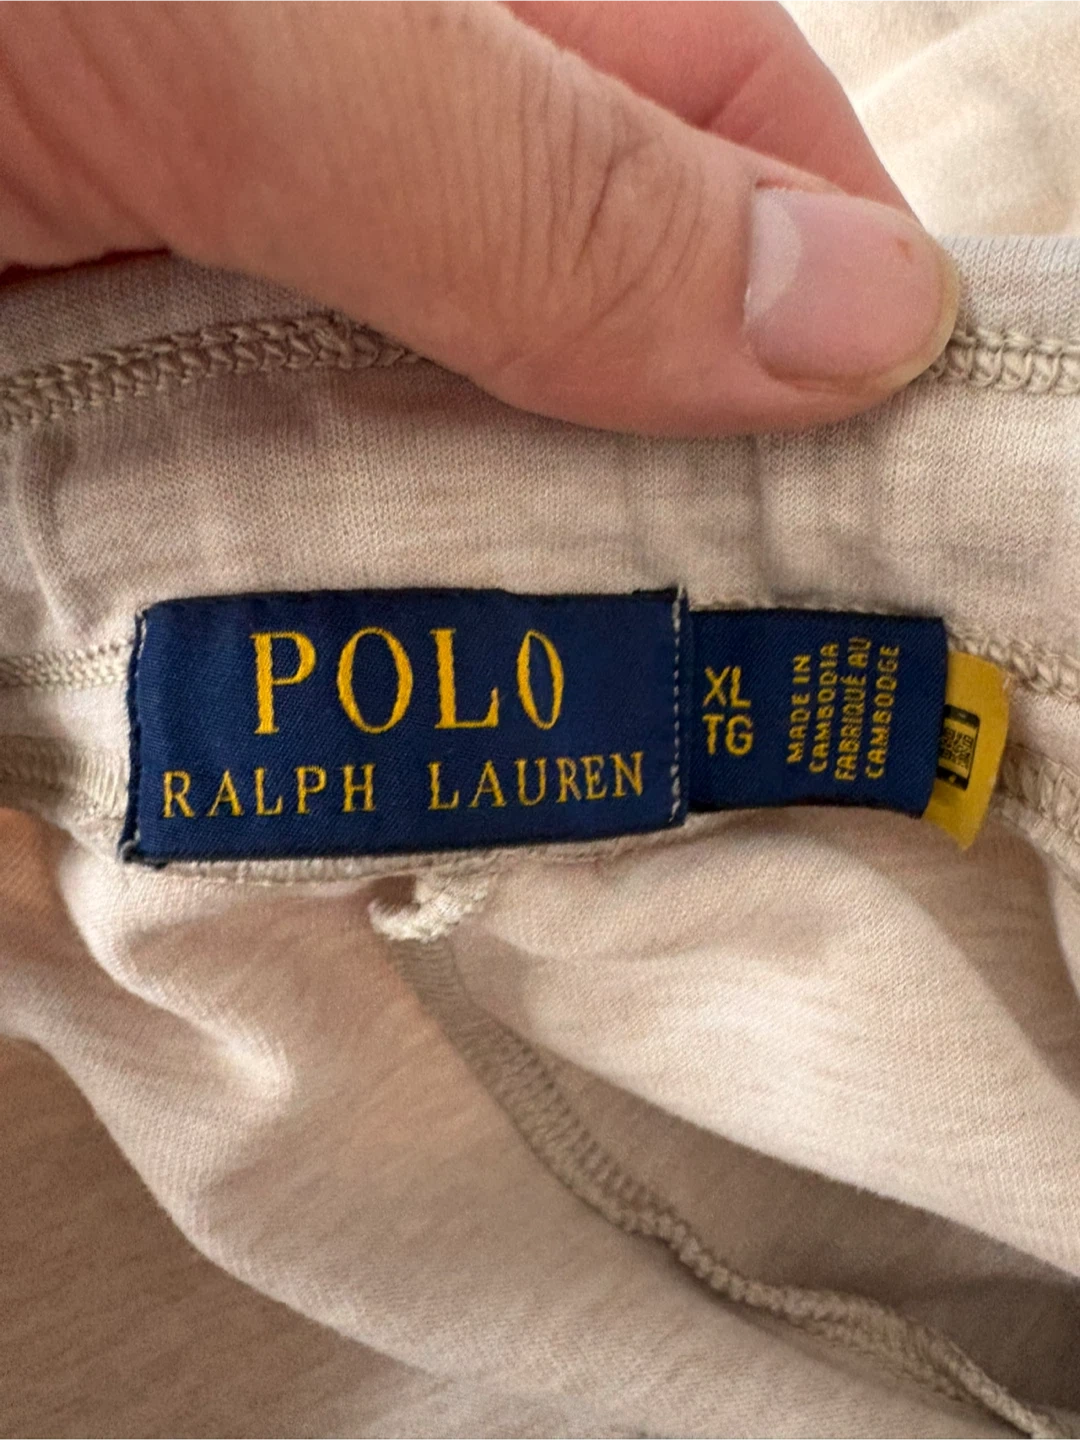 POLO
RALPH LAUREN
XL
TG
MADE IN
CAMBODIA
FABRIQUÉ AU
CAMBODGE